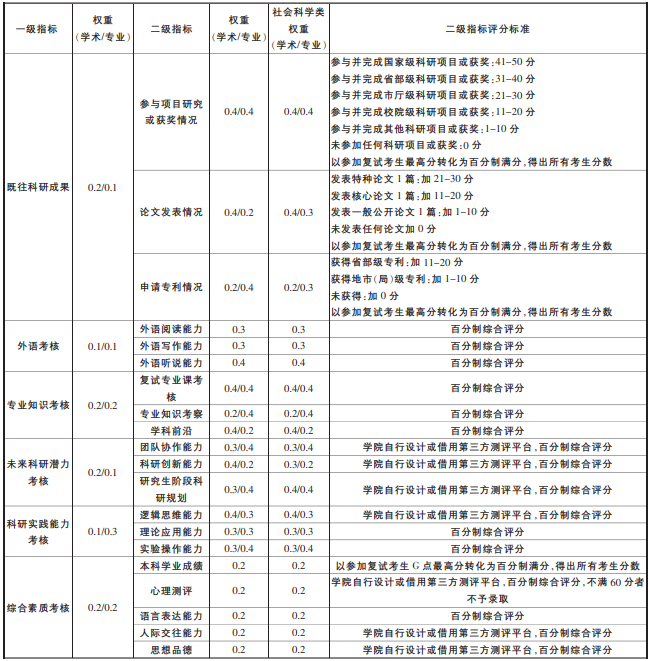 一级指标 权重(学术/专业) 二级指标 权重(学术/专业) 社会科学类权重(学术/专业) 二级指标评分标准
既往科研成果 0.2/0.1 参与项目研究或获奖情况 0.4/0.4 0.4/0.4 参与并完成国家级科研项目或获奖:41-50 分
参与并完成省部级科研项目或获奖:31-40 分
参与并完成市厅级科研项目或获奖:21-30 分
参与并完成校院级科研项目或获奖:11-20 分
参与并完成其他科研项目或获奖:1-10 分
未参加任何科研项目或获奖:0 分
以参加复试考生最高分转化为百分制满分,得出所有考生分数
论文发表情况 0.4/0.2 0.4/0.3 发表特种论文 1 篇:加 21-30 分
发表核心论文 1 篇:加 11-20 分
发表一般公开论文 1 篇:加 1-10 分
未发表任何论文加 0 分
以参加复试考生最高分转化为百分制满分,得出所有考生分数
申请专利情况 0.2/0.4 0.2/0.3 获得省部级专利:加 11-20 分
获得地市(局)级专利:加 1-10 分
未获得:加 0 分
以参加复试考生最高分转化为百分制满分,得出所有考生分数
外语考核 0.1/0.1 外语阅读能力 0.3 0.3 百分制综合评分
外语写作能力 0.3 0.3 百分制综合评分
外语听说能力 0.4 0.4 百分制综合评分
专业知识考核 0.2/0.2 复试专业课考核 0.4/0.4 0.4/0.4 百分制综合评分
专业知识考察 0.2/0.4 0.2/0.4 百分制综合评分
学科前沿 0.4/0.2 0.4/0.2 百分制综合评分
未来科研潜力考核 0.2/0.1 团队协作能力 0.3/0.4 0.3/0.4 学院自行设计或借用第三方测评平台,百分制综合评分
科研创新能力 0.4/0.2 0.3/0.2 学院自行设计或借用第三方测评平台,百分制综合评分
研究生阶段科研规划 0.3/0.4 0.4/0.4 学院自行设计或借用第三方测评平台,百分制综合评分
科研实践能力考核 0.1/0.3 逻辑思维能力 0.4/0.3 0.4/0.3 学院自行设计或借用第三方测评平台,百分制综合评分
理论应用能力 0.3/0.3 0.3/0.3 百分制综合评分
实验操作能力 0.3/0.4 0.3/0.4 百分制综合评分
综合素质考核 0.2/0.2 本科学业成绩 0.2 0.2 以参加复试考生 G 点最高分转化为百分制满分,得出所有考生分数
心理测评 0.2 0.2 学院自行设计或借用第三方测评平台,百分制综合评分,不满 60 分者
不予录取
语言表达能力 0.2 0.2 百分制综合评分
人际交往能力 0.2 0.2 学院自行设计或借用第三方测评平台,百分制综合评分
思想品德 0.2 0.2 学院自行设计或借用第三方测评平台,百分制综合评分